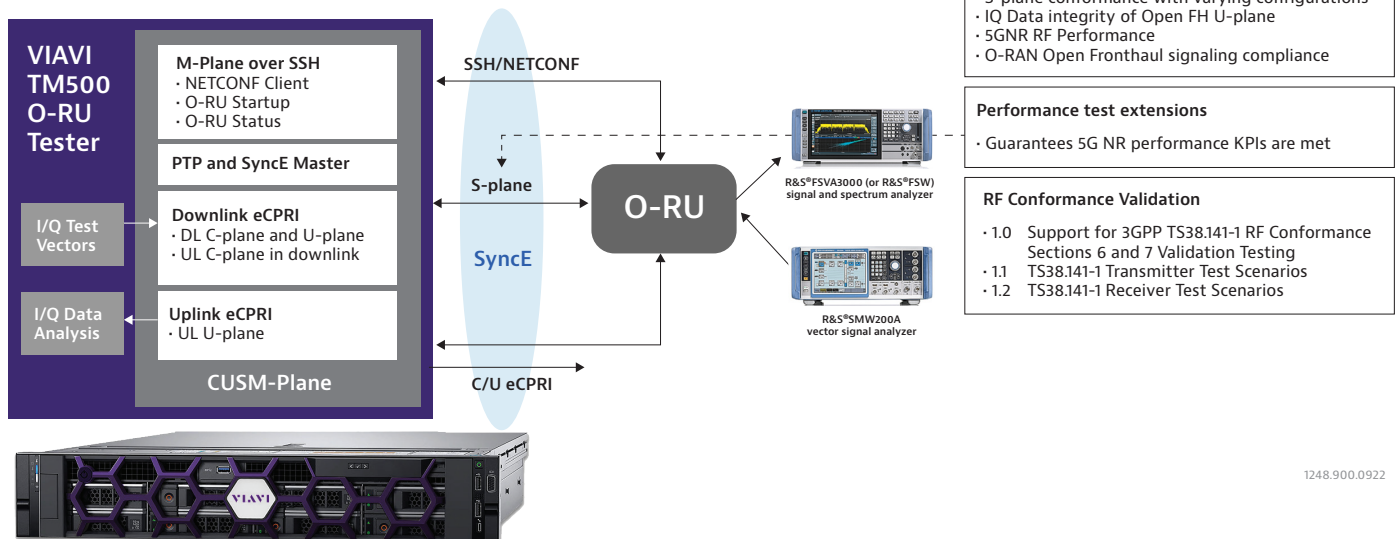 VIAVI
TM500
O-RU
Tester
M-Plane over SSH
· NETCONF Client
· O-RU Startup
· O-RU Status
PTP and SyncE Master
I/Q Test
Vectors
Downlink eCPRI
· DL C-plane and U-plane
· UL C-plane in downlink
I/Q Data
Analysis
Uplink eCPRI
· UL U-plane
CUSM-Plane
SSH/NETCONF
S-plane
SyncE
C/U eCPRI
O-RU
R&S®FSVA3000 (or R&S®FSW)
signal and spectrum analyzer
R&S®SMW200A
vector signal analyzer
· S-plane conformance with varying configurations
· IQ Data integrity of Open FH U-plane
· 5GNR RF Performance
· O-RAN Open Fronthaul signaling compliance
Performance test extensions
· Guarantees 5G NR performance KPIs are met
RF Conformance Validation
· 1.0 Support for 3GPP TS38.141-1 RF Conformance
Sections 6 and 7 Validation Testing
· 1.1 TS38.141-1 Transmitter Test Scenarios
· 1.2 TS38.141-1 Receiver Test Scenarios
VIAVI
1248.900.0922